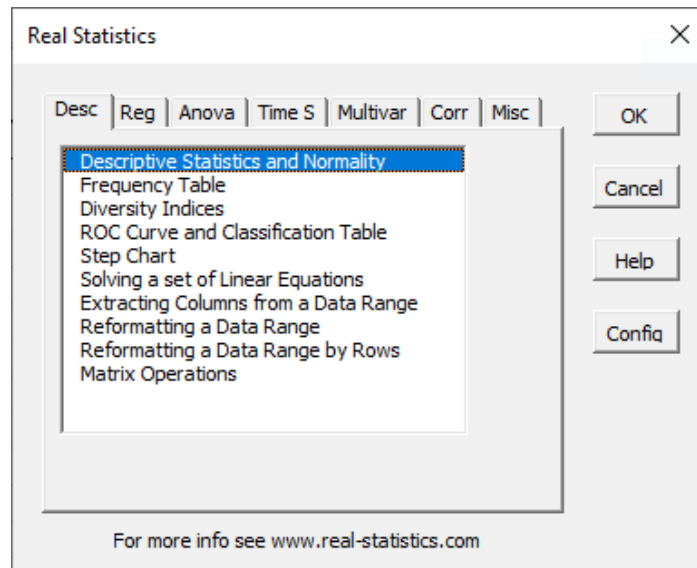 Real Statistics
Desc Reg Anova Time S Multivar Corr Misc
Descriptive Statistics and Normality
Frequency Table
Diversity Indices
ROC Curve and Classification Table
Step Chart
Solving a set of Linear Equations
Extracting Columns from a Data Range
Reformatting a Data Range
Reformatting a Data Range by Rows
Matrix Operations
OK
Cancel
Help
Config
For more info see www.real-statistics.com